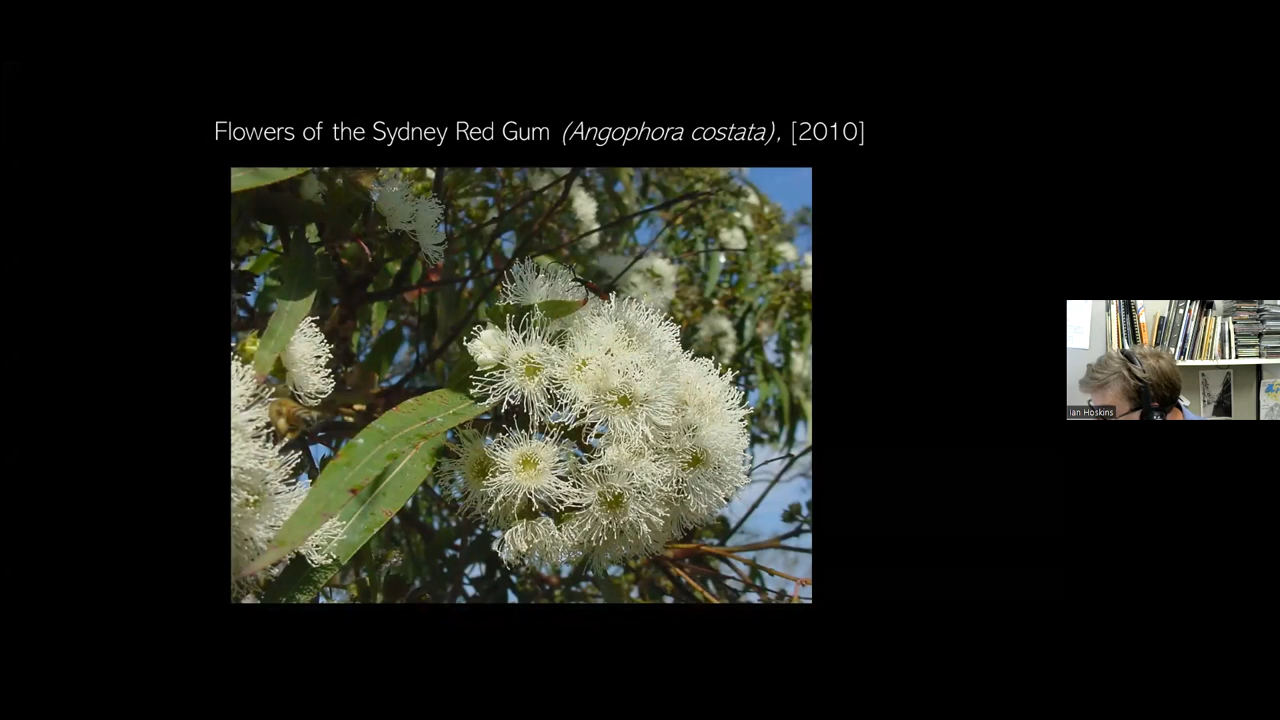 Flowers of the Sydney Red Gum (Angophora costata), [2010]
Ian Hoskins